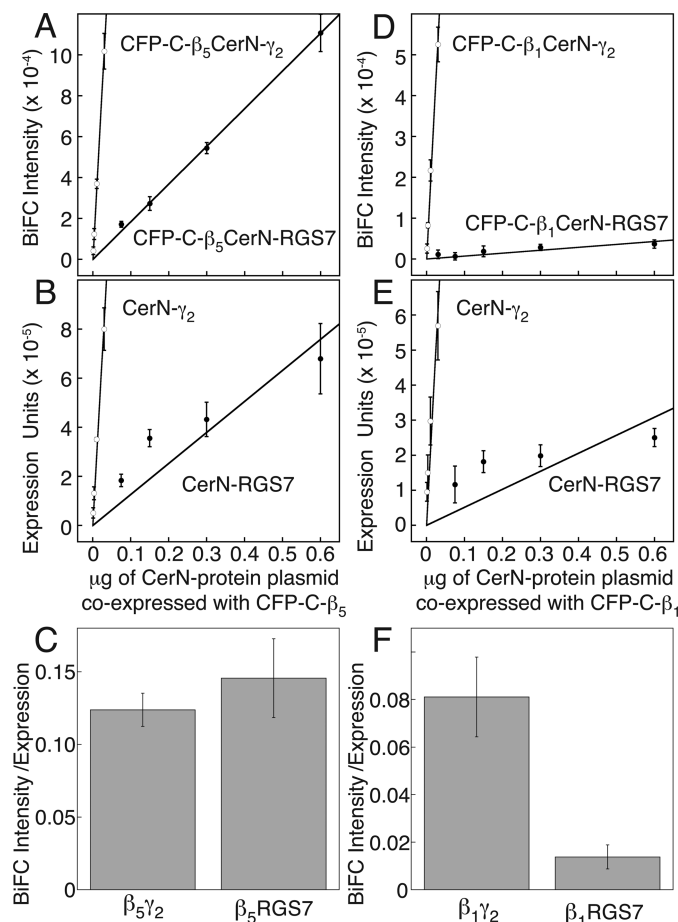 A
BiFC Intensity (x 10⁻⁴)
10
8
6
4
2
0
CFP-C-β₅CerN-γ₂
CFP-C-β₅CerN-RGS7
B
Expression Units (x 10⁻⁵)
8
6
4
2
0
CerN-γ₂
CerN-RGS7
0 0.1 0.2 0.3 0.4 0.5 0.6
μg of CerN-protein plasmid
co-expressed with CFP-C-β₅
C
BiFC Intensity/Expression
0.15
0.10
0.05
0
β₅γ₂ β₅RGS7
D
BiFC Intensity (x 10⁻⁴)
6
5
4
3
2
1
0
CFP-C-β₁CerN-γ₂
CFP-C-β₁CerN-RGS7
E
Expression Units (x 10⁻⁵)
6
5
4
3
2
1
0
CerN-γ₂
CerN-RGS7
0 0.1 0.2 0.3 0.4 0.5 0.6
μg of CerN-protein plasmid
co-expressed with CFP-C-β₁
F
BiFC Intensity/Expression
0.08
0.06
0.04
0.02
0
β₁γ₂ β₁RGS7